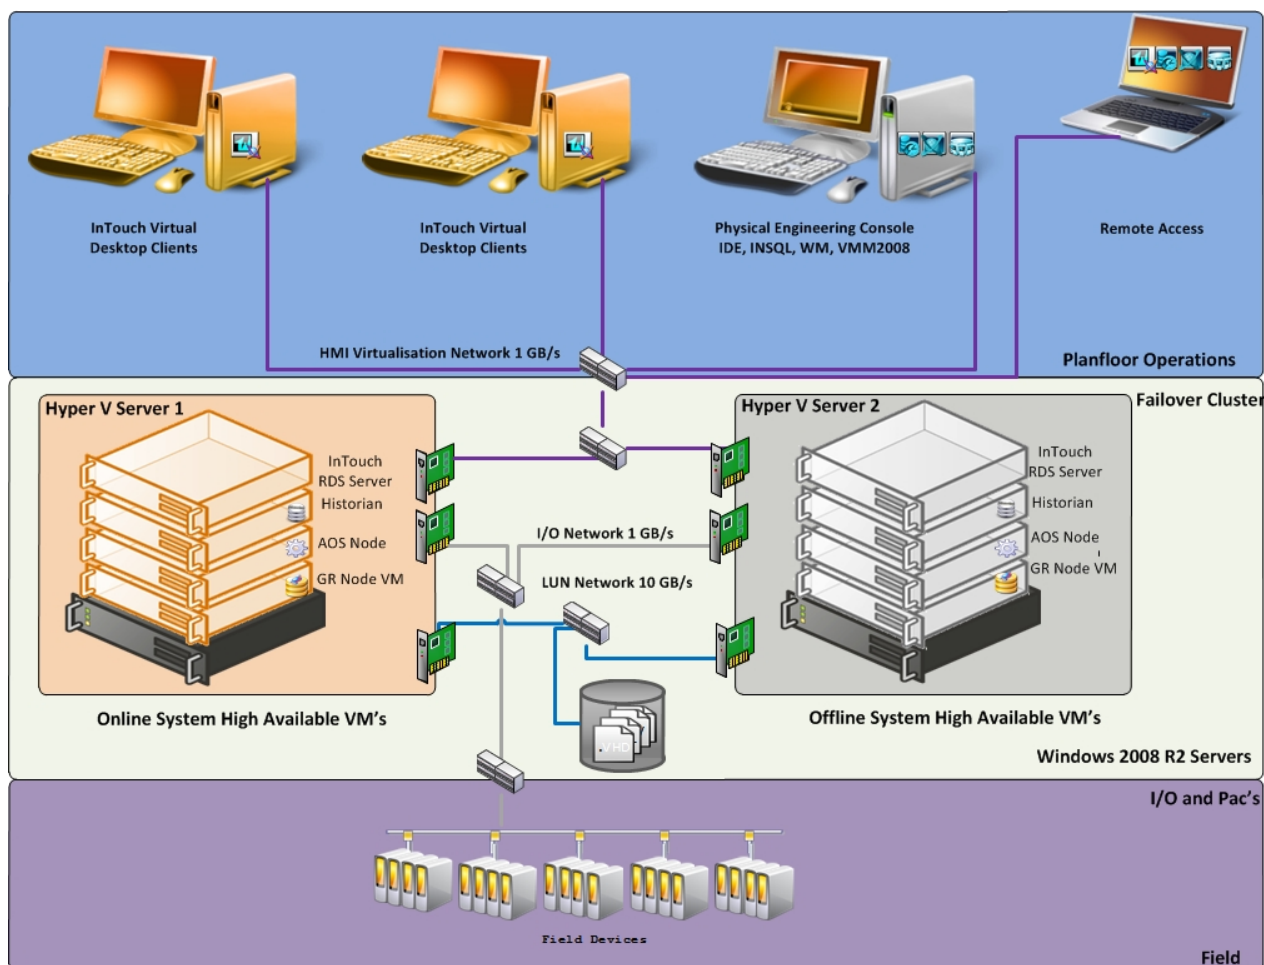 InTouch Virtual
Desktop Clients
InTouch Virtual
Desktop Clients
Physical Engineering Console
IDE, INSQL, WM, VMM2008
Remote Access
HMI Virtualisation Network 1 GB/s
Planfloor Operations
Failover Cluster
Hyper V Server 1
InTouch
RDS Server
Historian
AOS Node
GR Node VM
Hyper V Server 2
InTouch
RDS Server
Historian
AOS Node
GR Node VM
I/O Network 1 GB/s
LUN Network 10 GB/s
.VHD
Online System High Available VM's
Offline System High Available VM's
Windows 2008 R2 Servers
I/O and Pac's
Field Devices
Field